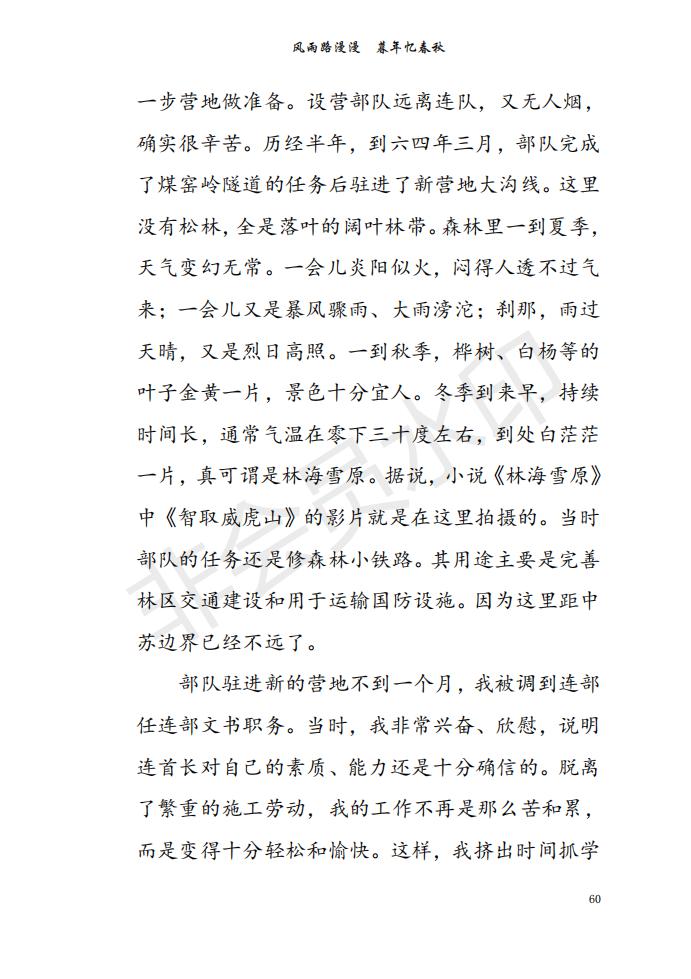 风雨路漫漫 暮年忆春秋
一步营地做准备。设营部队远离连队，又无人烟，
确实很辛苦。历经半年，到六四年三月，部队完成
了煤窑岭隧道的任务后驻进了新营地大沟线。这里
没有松林，全是落叶的阔叶林带。森林里一到夏季，
天气变幻无常。一会儿炎阳似火，闷得人透不过气
来；一会儿又是暴风骤雨、大雨滂沱；刹那，雨过
天晴，又是烈日高照。一到秋季，桦树、白杨等的
叶子金黄一片，景色十分宜人。冬季到来早，持续
时间长，通常气温在零下三十度左右，到处白茫茫
一片，真可谓是林海雪原。据说，小说《林海雪原》
中《智取威虎山》的影片就是在这里拍摄的。当时
部队的任务还是修森林小铁路。其用途主要是完善
林区交通建设和用于运输国防设施。因为这里距中
苏边界已经不远了。
部队驻进新的营地不到一个月，我被调到连部
任连部文书职务。当时，我非常兴奋、欣慰，说明
连首长对自己的素质、能力还是十分确信的。脱离
了繁重的施工劳动，我的工作不再是那么苦和累，
而是变得十分轻松和愉快。这样，我挤出时间抓学
60
非会员水印